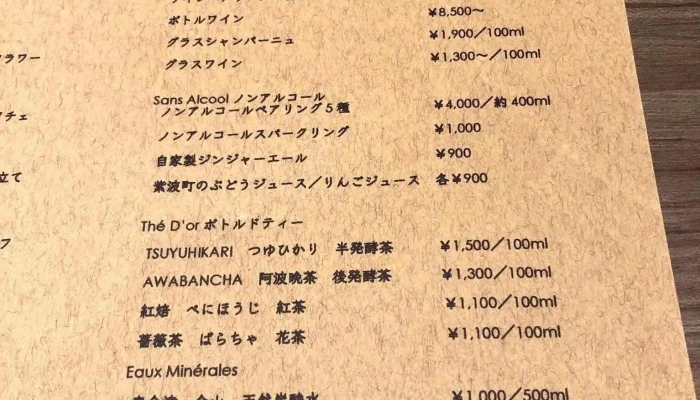 ボトルワイン ¥8,500～
グラスシャンパーニュ ¥1,900／100ml
グラスワイン ¥1,300～／100ml
ラワー
Sans Alcool ノンアルコール
ノンアルコールペアリング5種 ¥4,000／約 400ml
チェ
ノンアルコールスパークリング ¥1,000
自家製ジンジャーエール ¥900
立て
紫波町のぶどうジュース／りんごジュース 各¥900
Thé D'or ボトルドティー
フ
TSUYUHIKARI つゆひかり 半発酵茶 ¥1,500／100ml
AWABANCHA 阿波晩茶 後発酵茶 ¥1,300／100ml
紅焙 べにほうじ 紅茶 ¥1,100／100ml
薔薇茶 ばらちゃ 花茶 ¥1,100／100ml
Eaux Minérales
¥1,000／500ml